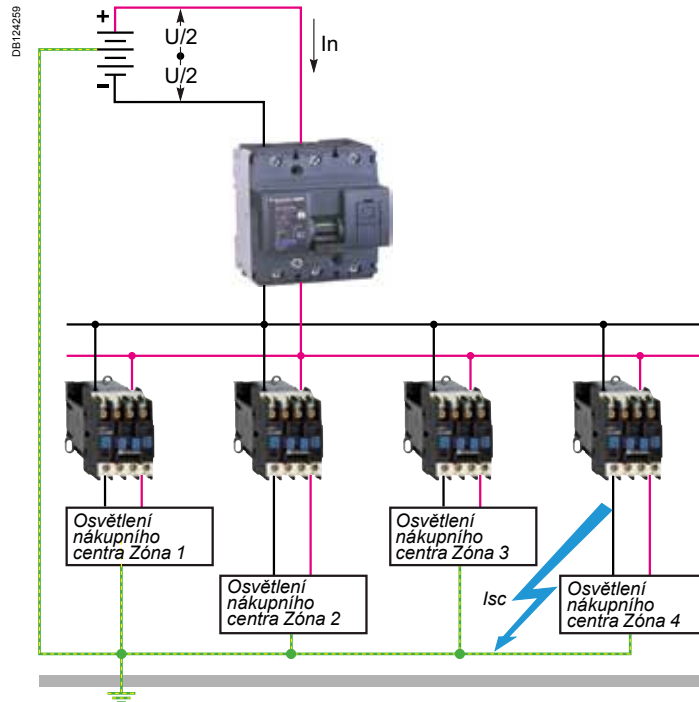 DB124259
+
U/2
U/2
-
In
Osvětlení
nákupního
centra Zóna 1
Osvětlení
nákupního
centra Zóna 2
Osvětlení
nákupního
centra Zóna 3
Isc
Osvětlení
nákupního
centra Zóna 4